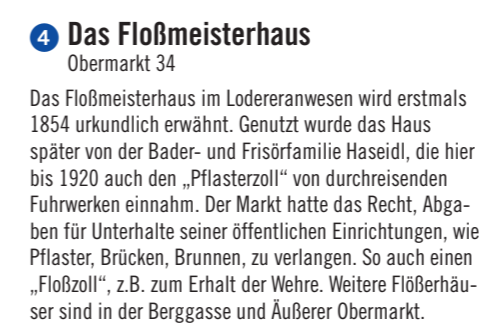 4 Das Floßmeisterhaus
Obermarkt 34
Das Floßmeisterhaus im Lodereranwesen wird erstmals
1854 urkundlich erwähnt. Genutzt wurde das Haus
später von der Bader- und Frisörfamilie Haseidl, die hier
bis 1920 auch den „Pflasterzoll“ von durchreisenden
Fuhrwerken einnahm. Der Markt hatte das Recht, Abga-
ben für Unterhalte seiner öffentlichen Einrichtungen, wie
Pflaster, Brücken, Brunnen, zu verlangen. So auch einen
„Floßzoll“, z.B. zum Erhalt der Wehre. Weitere Flößerhäu-
ser sind in der Berggasse und Äußerer Obermarkt.